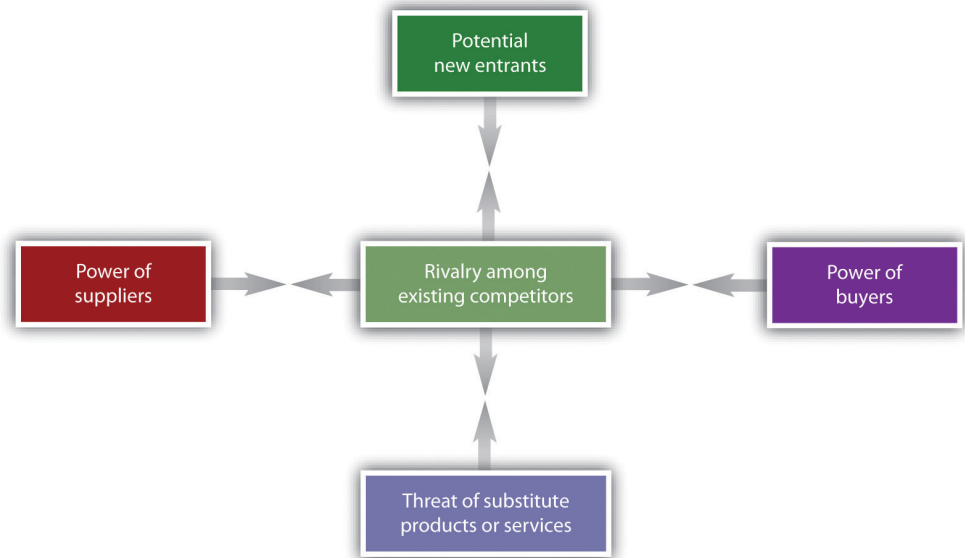 Potential
new entrants
Power of
suppliers
Rivalry among
existing competitors
Power of
buyers
Threat of substitute
products or services